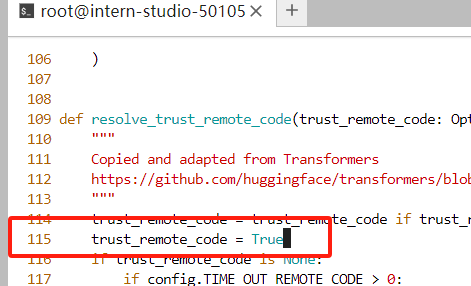 root@intern-studio-50105
106 )
107
108
109 def resolve_trust_remote_code(trust_remote_code: Opt
110 """
111 Copied and adapted from Transformers
112 https://github.com/huggingface/transformers/blob
113 """
114 trust_remote_code = trust_remote_code if trust_r
115 trust_remote_code = True
116 if trust_remote_code is None:
117 if config.TIME_OUT_REMOTE_CODE > 0: